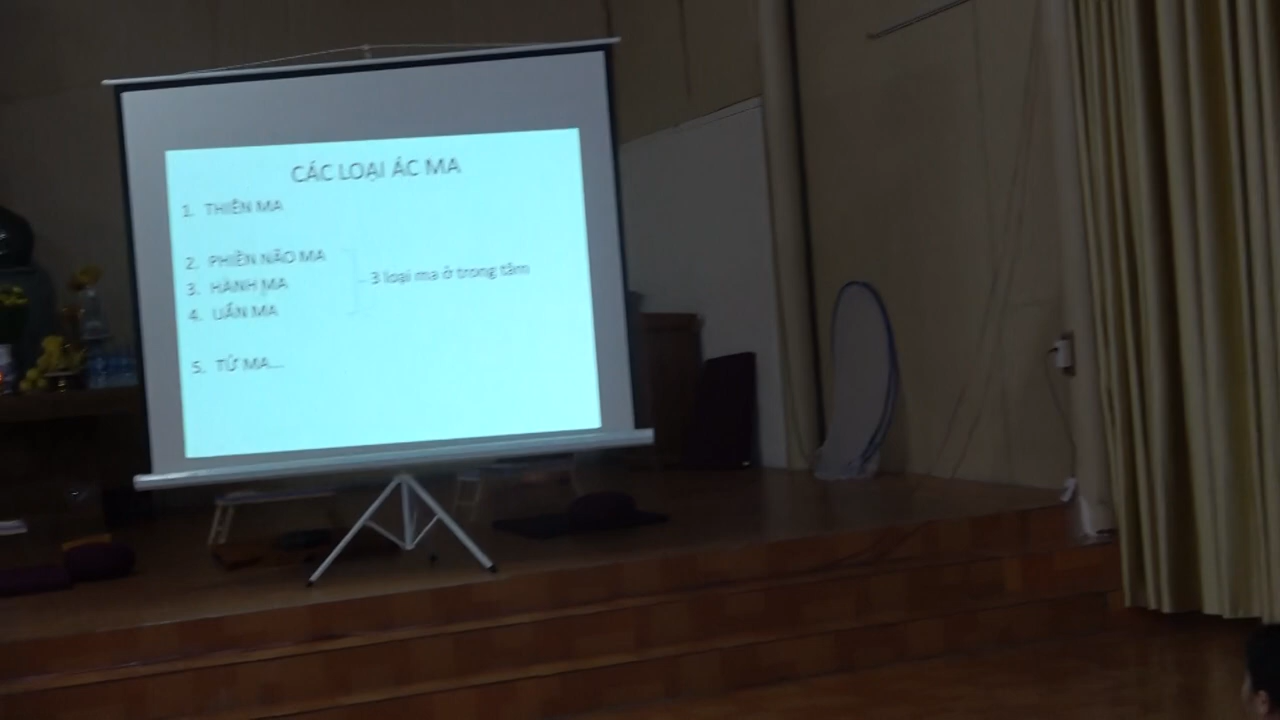 CÁC LOẠI ÁC MA
1. THIÊN MA
2. PHIỀN NÃO MA
3. HÀNH MA
4. UẨN MA
3 loại ma ở trong tâm
5. TỬ MA...